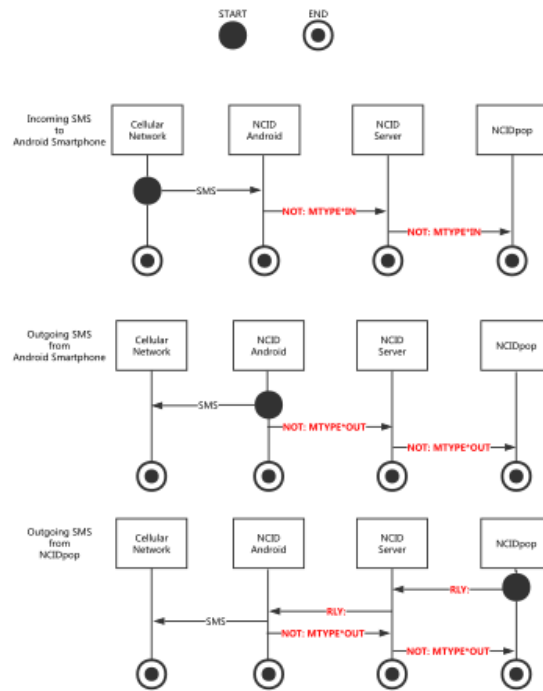 START
END
Incoming SMS
to
Android Smartphone
Cellular
Network
NCID
Android
NCID
Server
NCIDpop
SMS
NOT: MTYPE*IN
NOT: MTYPE*IN
Outgoing SMS
from
Android Smartphone
Cellular
Network
NCID
Android
NCID
Server
NCIDpop
SMS
NOT: MTYPE*OUT
NOT: MTYPE*OUT
Outgoing SMS
from
NCIDpop
Cellular
Network
NCID
Android
NCID
Server
NCIDpop
RLY:
RLY:
SMS
NOT: MTYPE*OUT
NOT: MTYPE*OUT